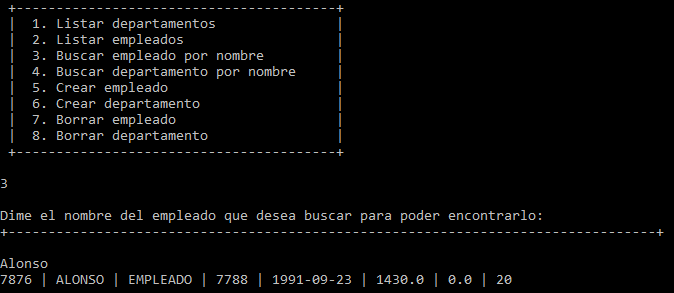 +----------------------------------------+
| 1. Listar departamentos |
| 2. Listar empleados |
| 3. Buscar empleado por nombre |
| 4. Buscar departamento por nombre |
| 5. Crear empleado |
| 6. Crear departamento |
| 7. Borrar empleado |
| 8. Borrar departamento |
+----------------------------------------+
3
Dime el nombre del empleado que desea buscar para poder encontrarlo:
+---------------------------------------------------------------------------------+
Alonso
7876 | ALONSO | EMPLEADO | 7788 | 1991-09-23 | 1430.0 | 0.0 | 20